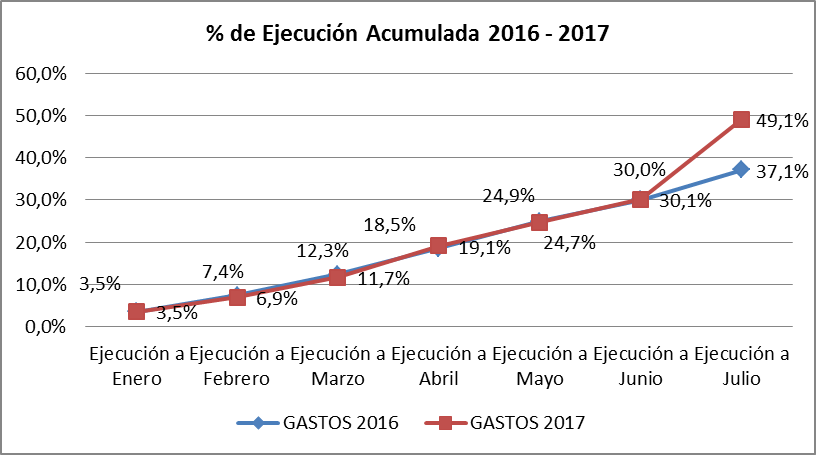 % de Ejecución Acumulada 2016 - 2017
60,0%
50,0%
40,0%
30,0%
20,0%
10,0%
0,0%
3,5%
7,4%
12,3%
18,5%
24,9%
30,0%
37,1%
3,5%
6,9%
11,7%
19,1%
24,7%
30,1%
49,1%
Ejecución a
Enero
Ejecución a
Febrero
Ejecución a
Marzo
Ejecución a
Abril
Ejecución a
Mayo
Ejecución a
Junio
Ejecución a
Julio
GASTOS 2016
GASTOS 2017